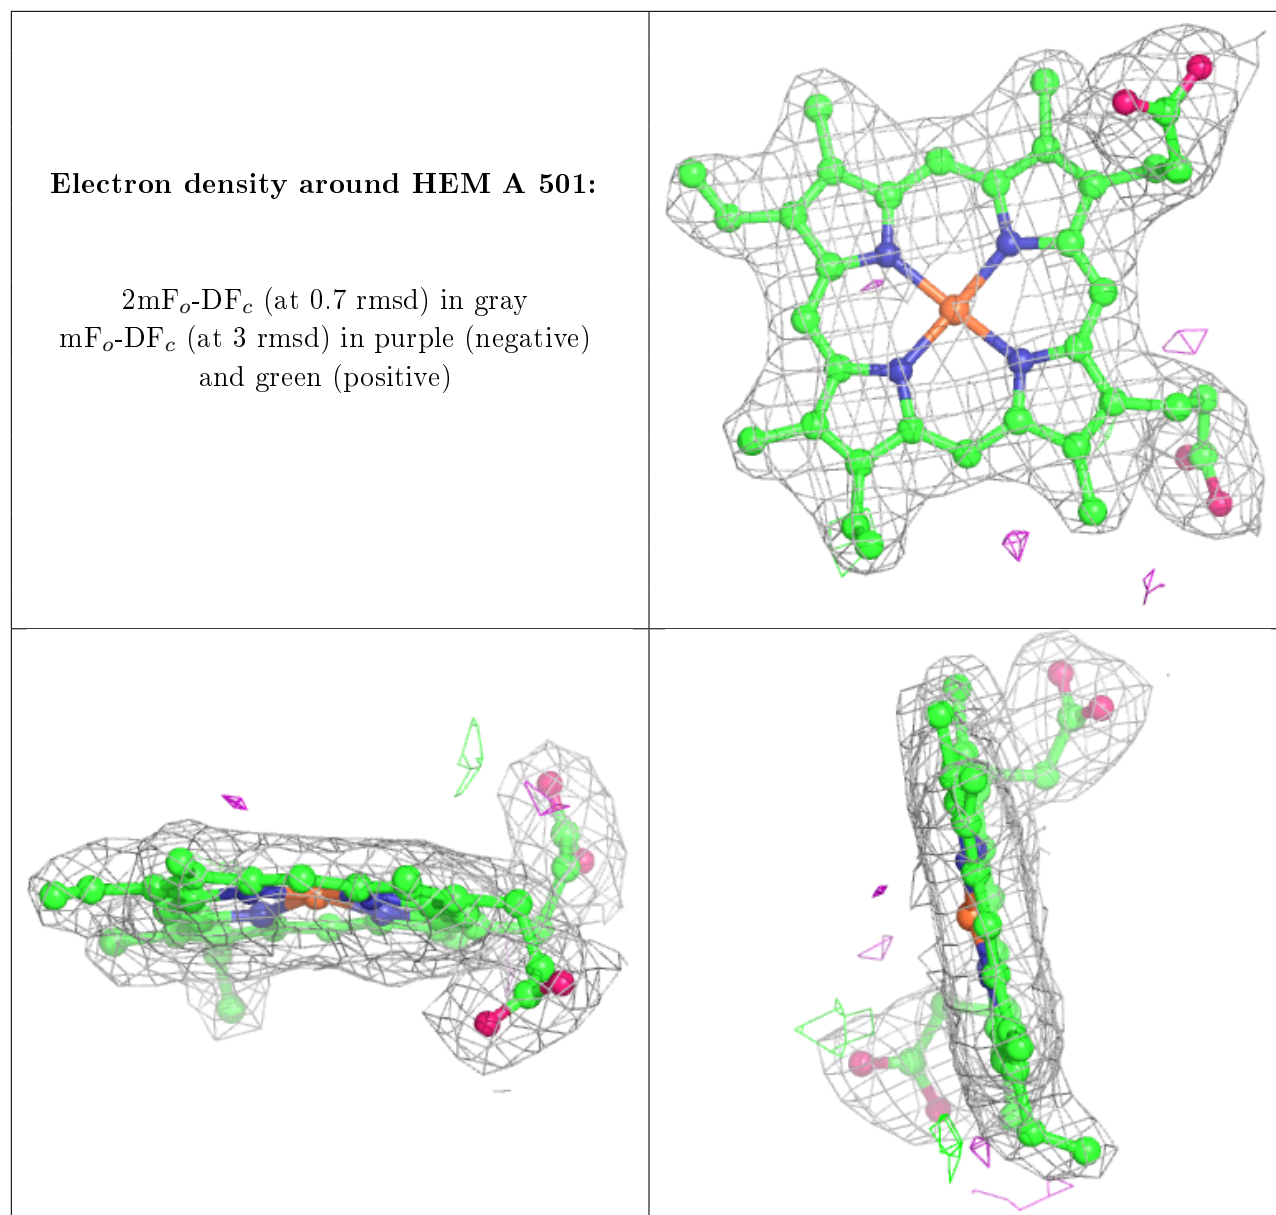 Electron density around HEM A 501:
2mFo-DFc (at 0.7 rmsd) in gray
mFo-DFc (at 3 rmsd) in purple (negative)
and green (positive)